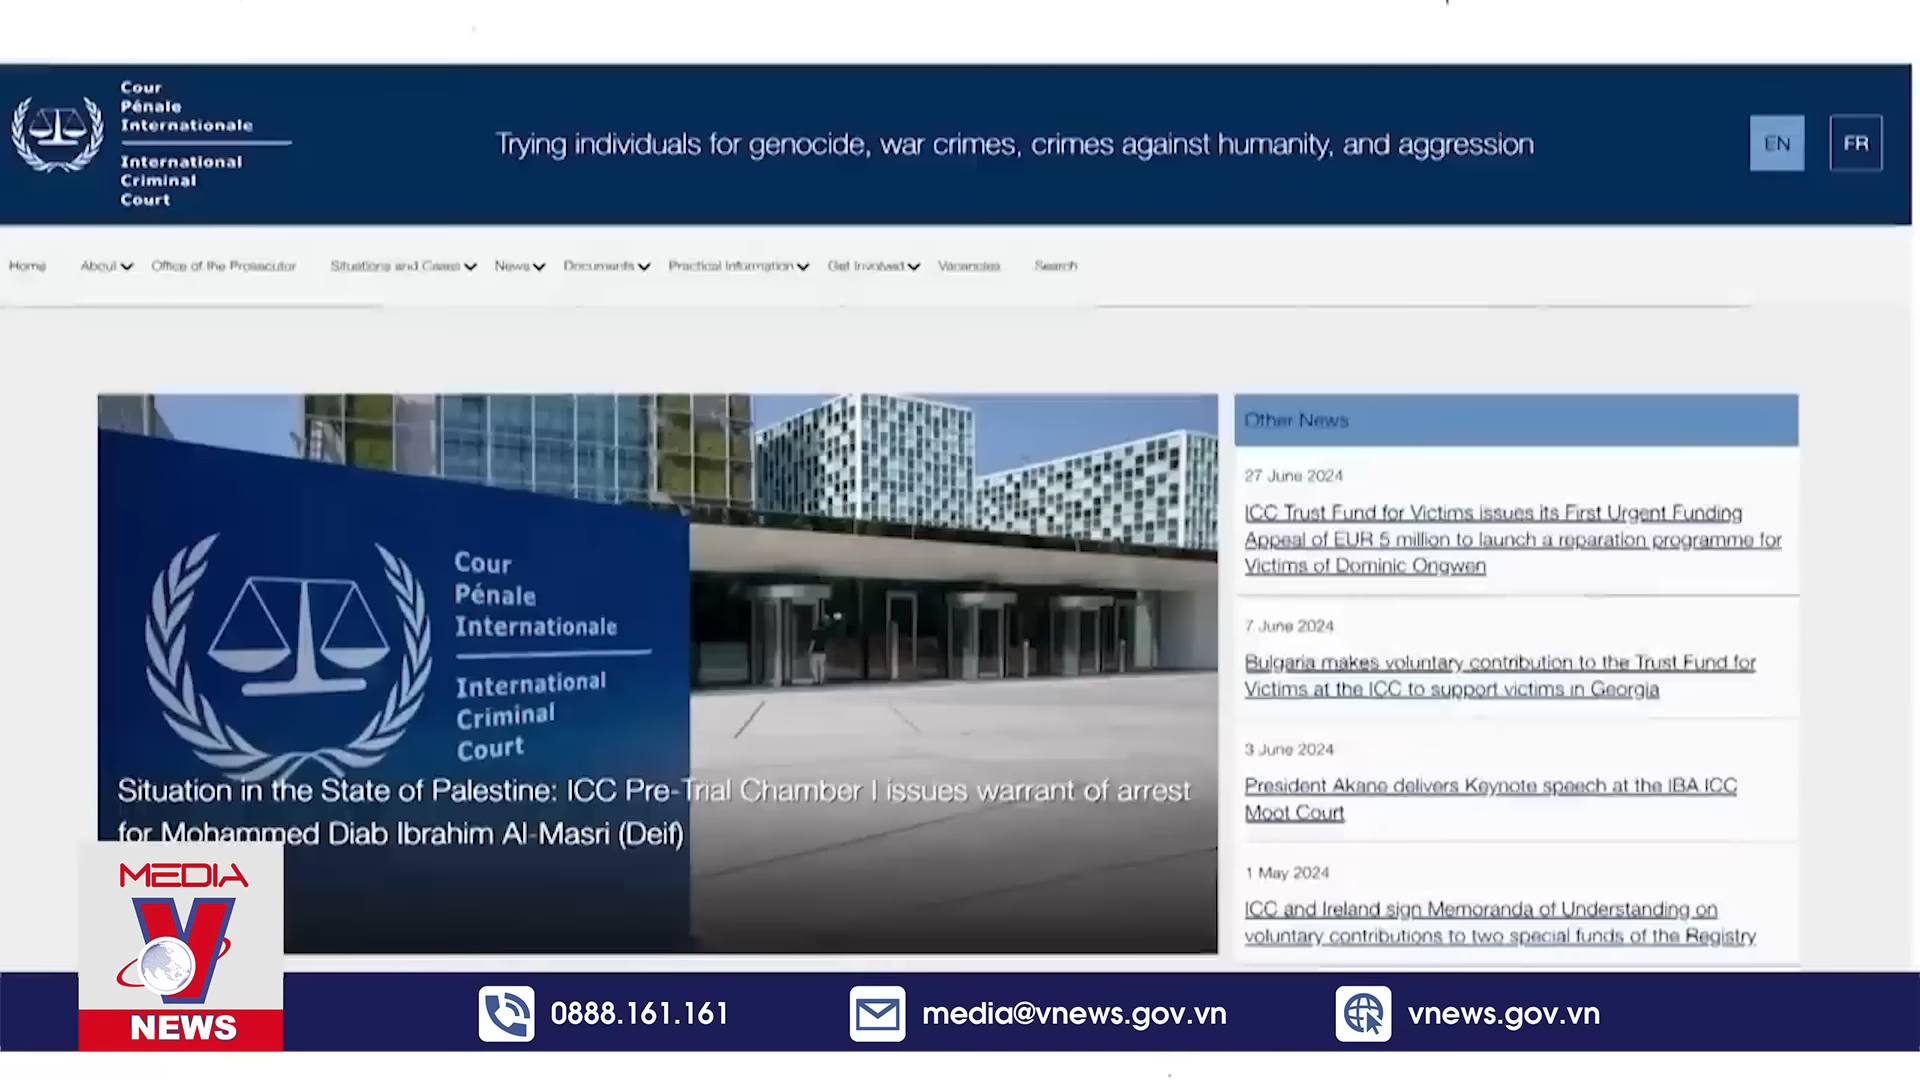 Cour
Pénale
Internationale
International
Criminal
Court
Trying individuals for genocide, war crimes, crimes against humanity, and aggression
EN
FR
Home
About
Office of the Prosecutor
Situations and Cases
News
Documents
Practical Information
Get Involved
Vacancies
Search
Cour
Pénale
Internationale
International
Criminal
Court
Situation in the State of Palestine: ICC Pre-Trial Chamber I issues warrant of arrest
for Mohammed Diab Ibrahim Al-Masri (Deif)
Other News
27 June 2024
ICC Trust Fund for Victims issues its First Urgent Funding
Appeal of EUR 5 million to launch a reparation programme for
Victims of Dominic Ongwen
7 June 2024
Bulgaria makes voluntary contribution to the Trust Fund for
Victims at the ICC to support victims in Georgia
3 June 2024
President Akane delivers Keynote speech at the IBA ICC
Moot Court
1 May 2024
ICC and Ireland sign Memoranda of Understanding on
voluntary contributions to two special funds of the Registry
MEDIA
V
NEWS
0888.161.161
media@vnews.gov.vn
vnews.gov.vn